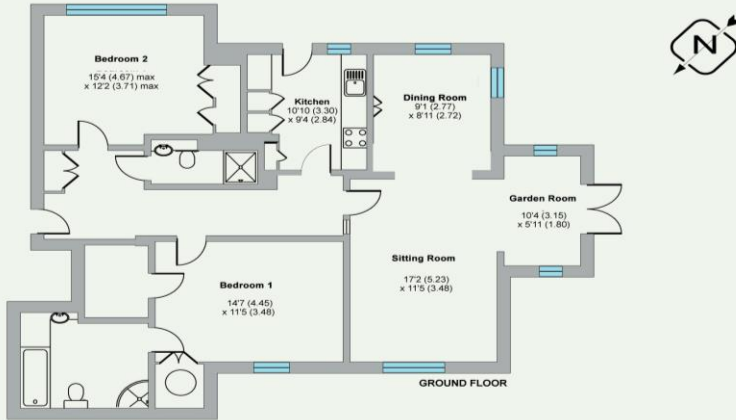 N
Bedroom 2
15'4 (4.67) max
x 12'2 (3.71) max
Kitchen
10'10 (3.30)
x 9'4 (2.84)
Dining Room
9'1 (2.77)
x 8'11 (2.72)
Garden Room
10'4 (3.15)
x 5'11 (1.80)
Sitting Room
17'2 (5.23)
x 11'5 (3.48)
Bedroom 1
14'7 (4.45)
x 11'5 (3.48)
GROUND FLOOR